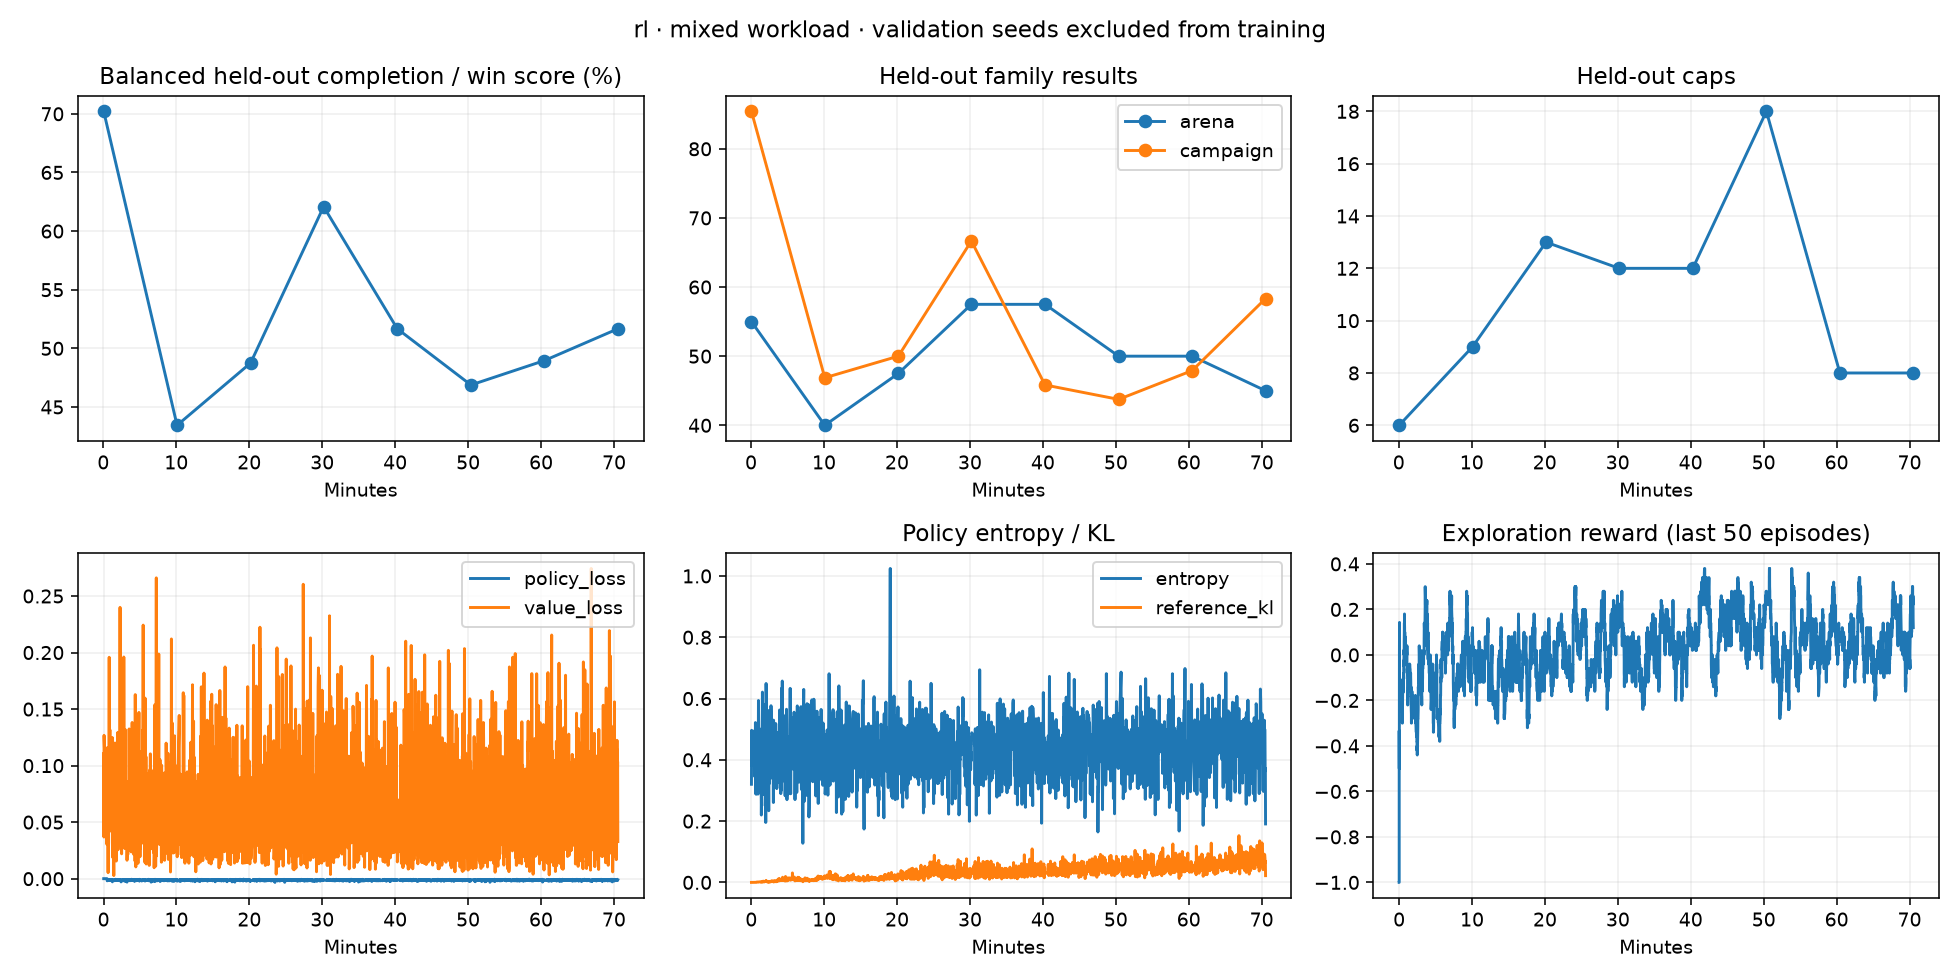 rl · mixed workload · validation seeds excluded from training
Balanced held-out completion / win score (%)
70
65
60
55
50
45
0 10 20 30 40 50 60 70
Minutes
Held-out family results
arena
campaign
80
70
60
50
40
0 10 20 30 40 50 60 70
Minutes
Held-out caps
18
16
14
12
10
8
6
0 10 20 30 40 50 60 70
Minutes
policy_loss
value_loss
0.25
0.20
0.15
0.10
0.05
0.00
0 10 20 30 40 50 60 70
Minutes
Policy entropy / KL
entropy
reference_kl
1.0
0.8
0.6
0.4
0.2
0.0
0 10 20 30 40 50 60 70
Minutes
Exploration reward (last 50 episodes)
0.4
0.2
0.0
−0.2
−0.4
−0.6
−0.8
−1.0
0 10 20 30 40 50 60 70
Minutes